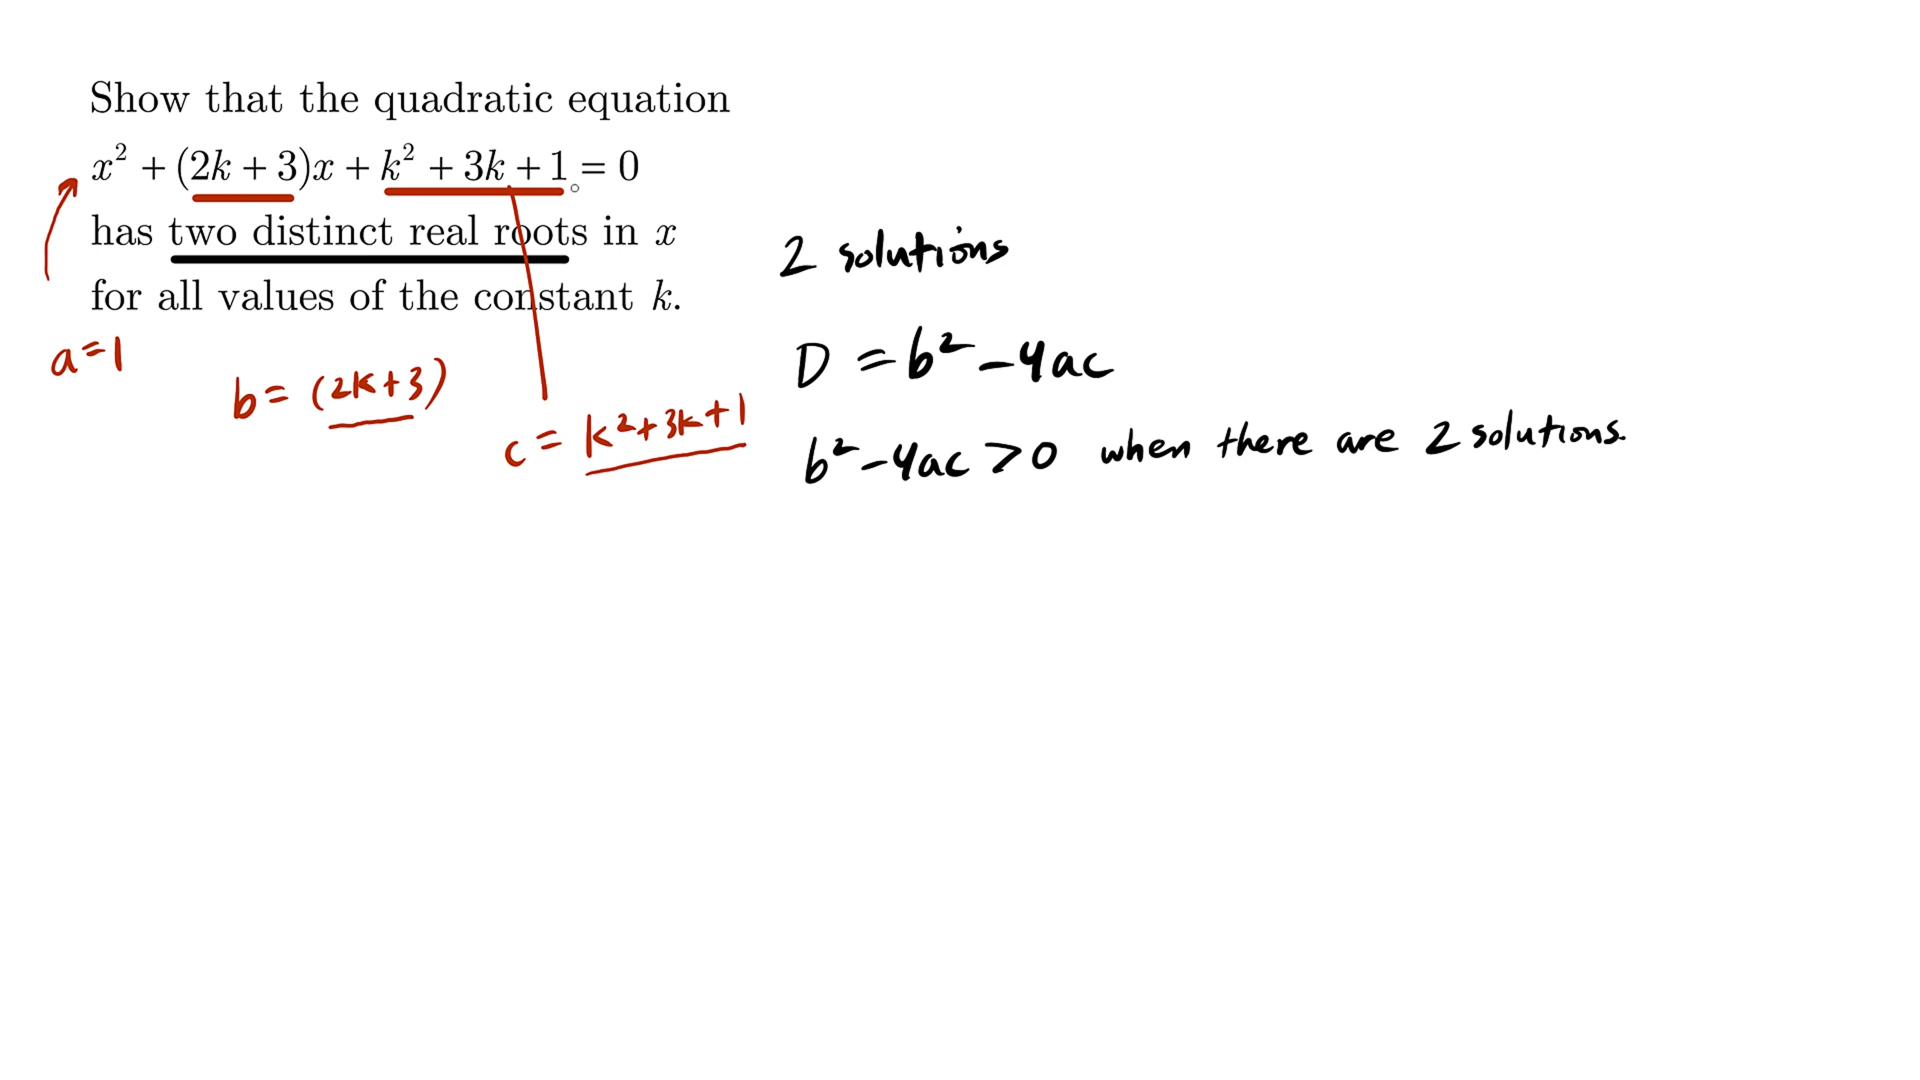 Show that the quadratic equation
x² + (2k + 3)x + k² + 3k + 1 = 0
has two distinct real roots in x
for all values of the constant k.
a=1
b= (2k+3)
c = k²+3k+1
2 solutions
D = b²-4ac
b²-4ac >0 when there are 2 solutions.